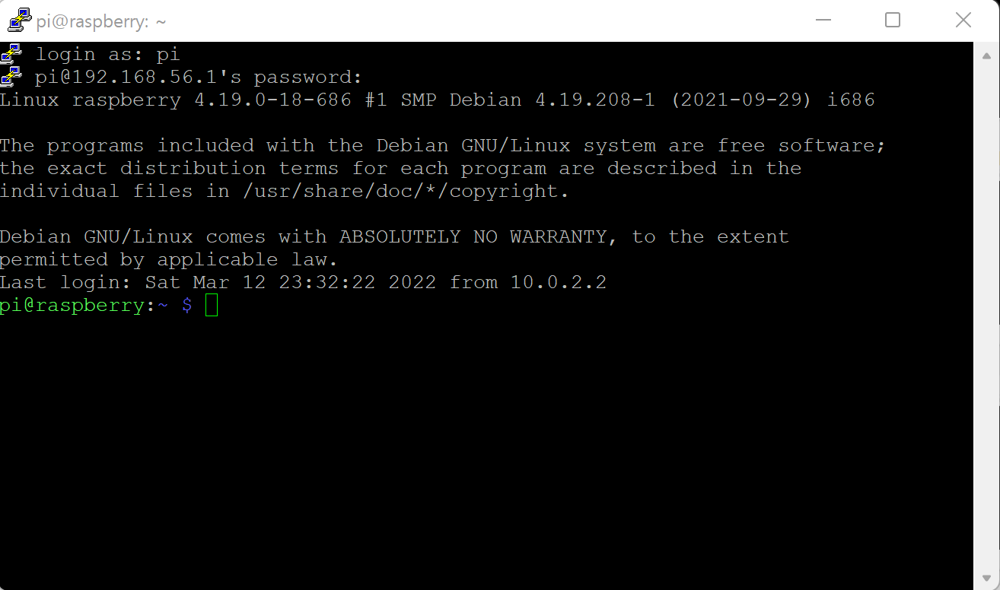 pi@raspberry: ~
login as: pi
pi@192.168.56.1's password:
Linux raspberry 4.19.0-18-686 #1 SMP Debian 4.19.208-1 (2021-09-29) i686
The programs included with the Debian GNU/Linux system are free software;
the exact distribution terms for each program are described in the
individual files in /usr/share/doc/*/copyright.
Debian GNU/Linux comes with ABSOLUTELY NO WARRANTY, to the extent
permitted by applicable law.
Last login: Sat Mar 12 23:32:22 2022 from 10.0.2.2
pi@raspberry:~ $